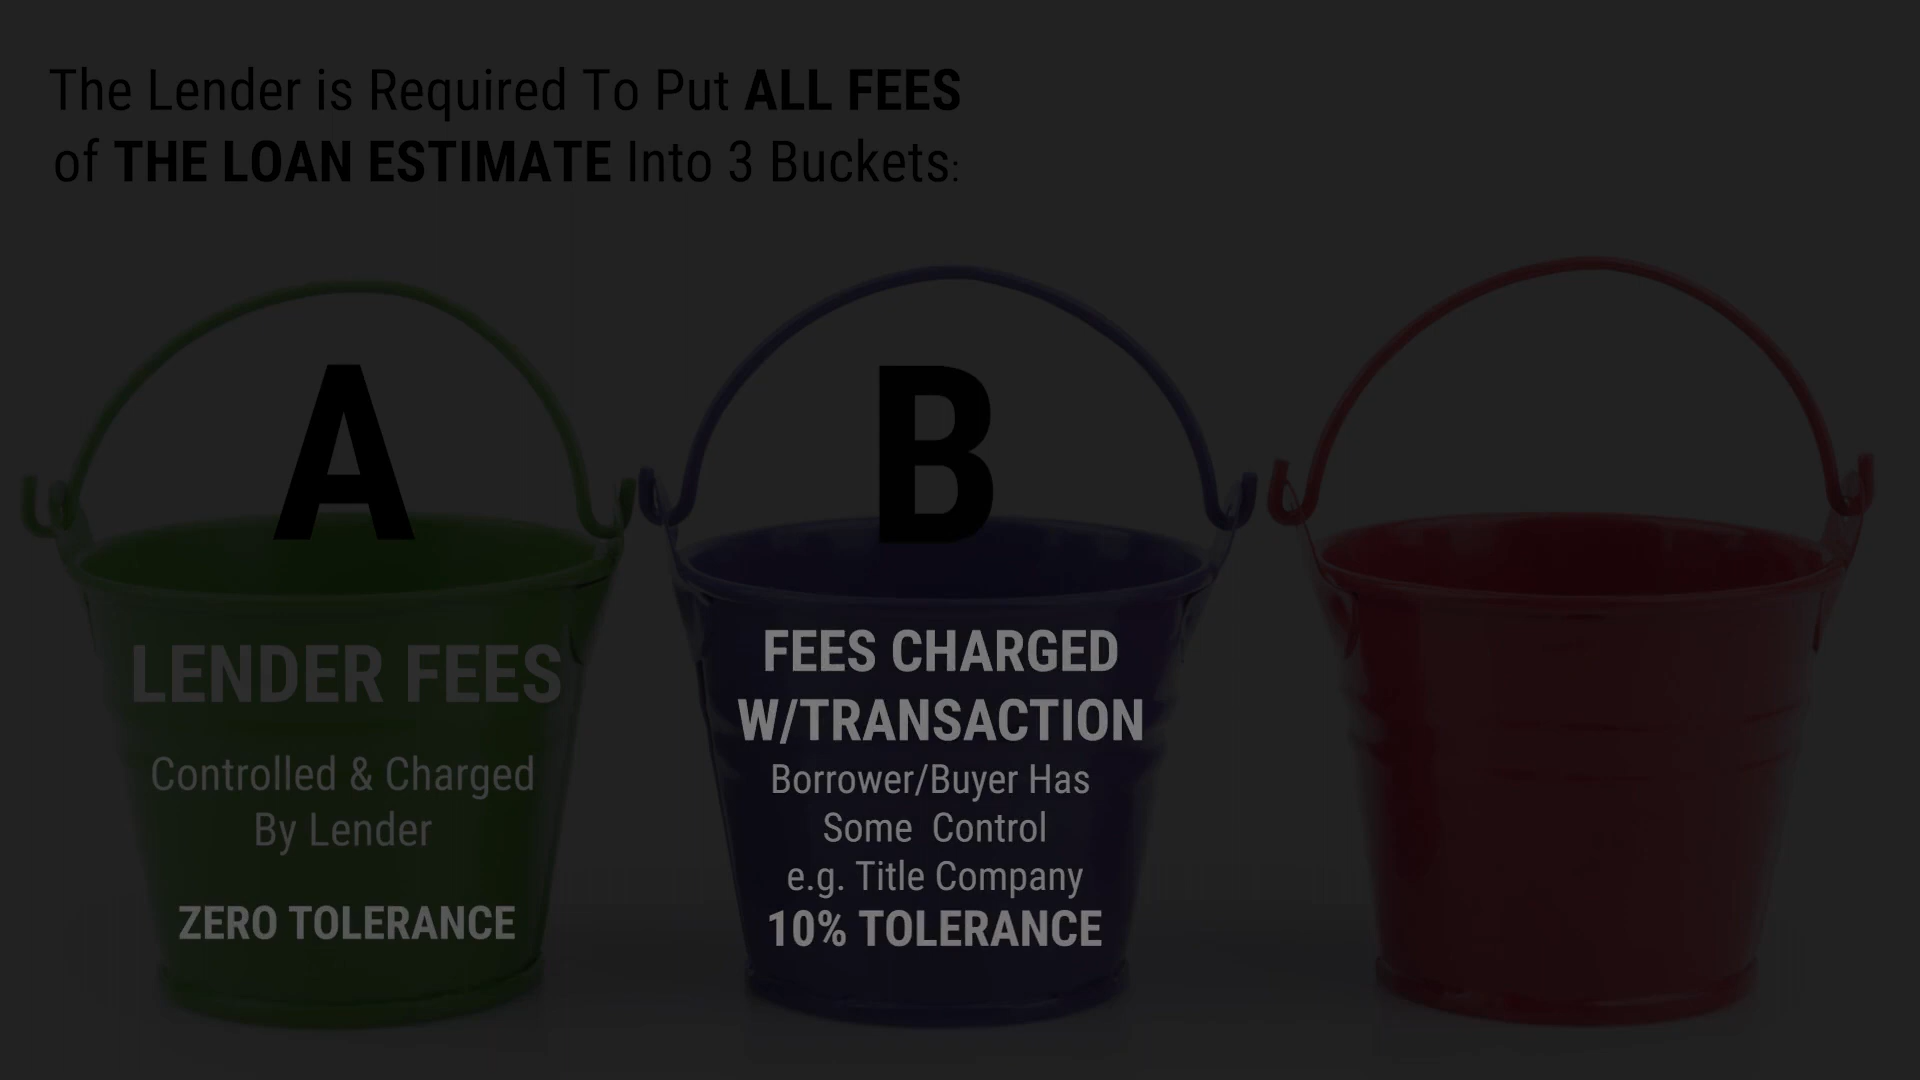 The Lender is Required To Put ALL FEES
of THE LOAN ESTIMATE Into 3 Buckets:
A
LENDER FEES
Controlled & Charged
By Lender
ZERO TOLERANCE
B
FEES CHARGED
W/TRANSACTION
Borrower/Buyer Has
Some Control
e.g. Title Company
10% TOLERANCE